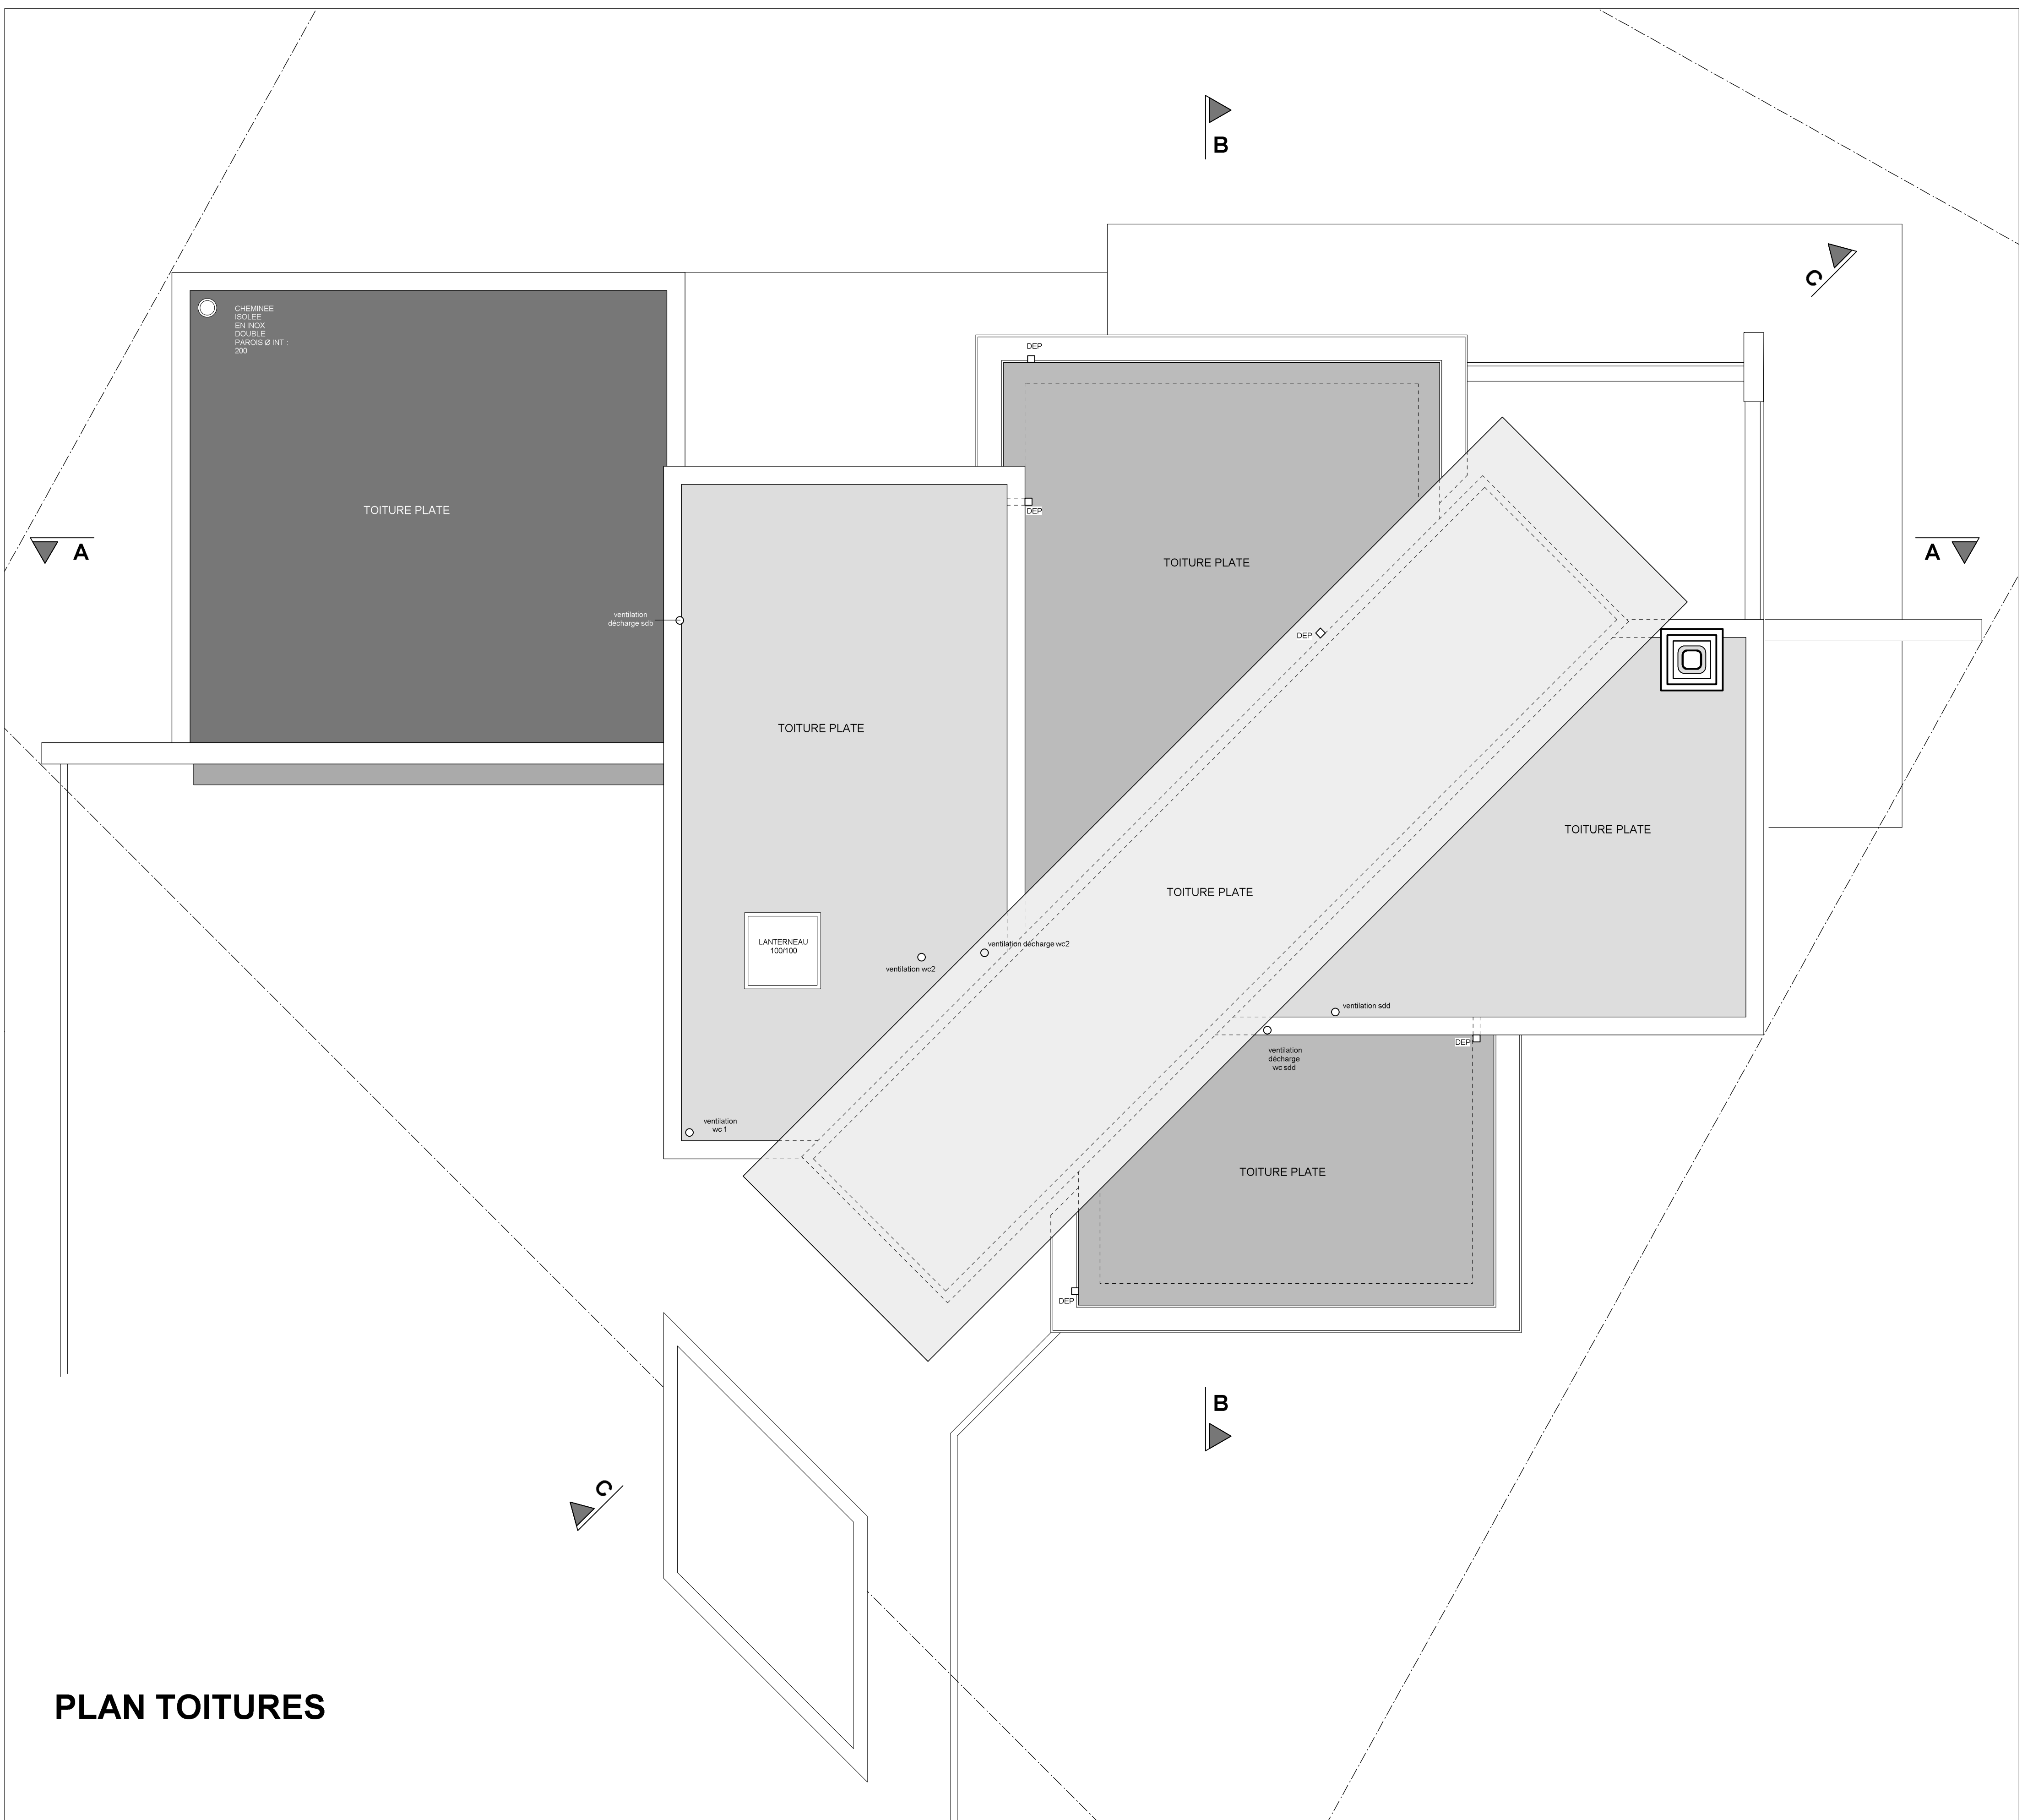 B
C
CHEMINEE
ISOLEE
EN INOX
DOUBLE
PAROIS Ø INT :
200
DEP
TOITURE PLATE
DEP
A
A
TOITURE PLATE
ventilation
décharge sdb
DEP
TOITURE PLATE
TOITURE PLATE
TOITURE PLATE
LANTERNEAU
100/100
ventilation décharge wc2
ventilation wc2
ventilation sdd
DEP
ventilation
décharge
wc sdd
ventilation
wc 1
TOITURE PLATE
DEP
B
C
PLAN TOITURES